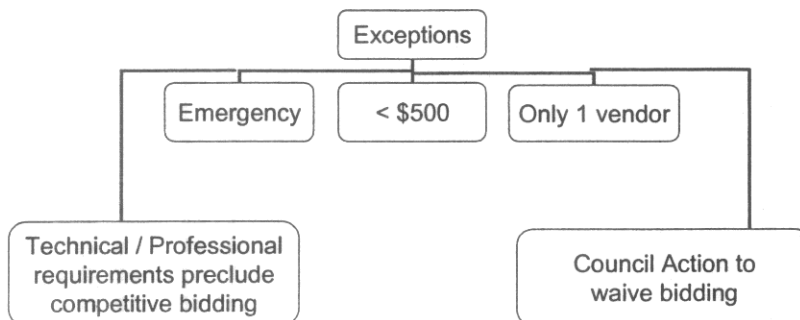 Exceptions
Emergency
< $500
Only 1 vendor
Technical / Professional
requirements preclude
competitive bidding
Council Action to
waive bidding